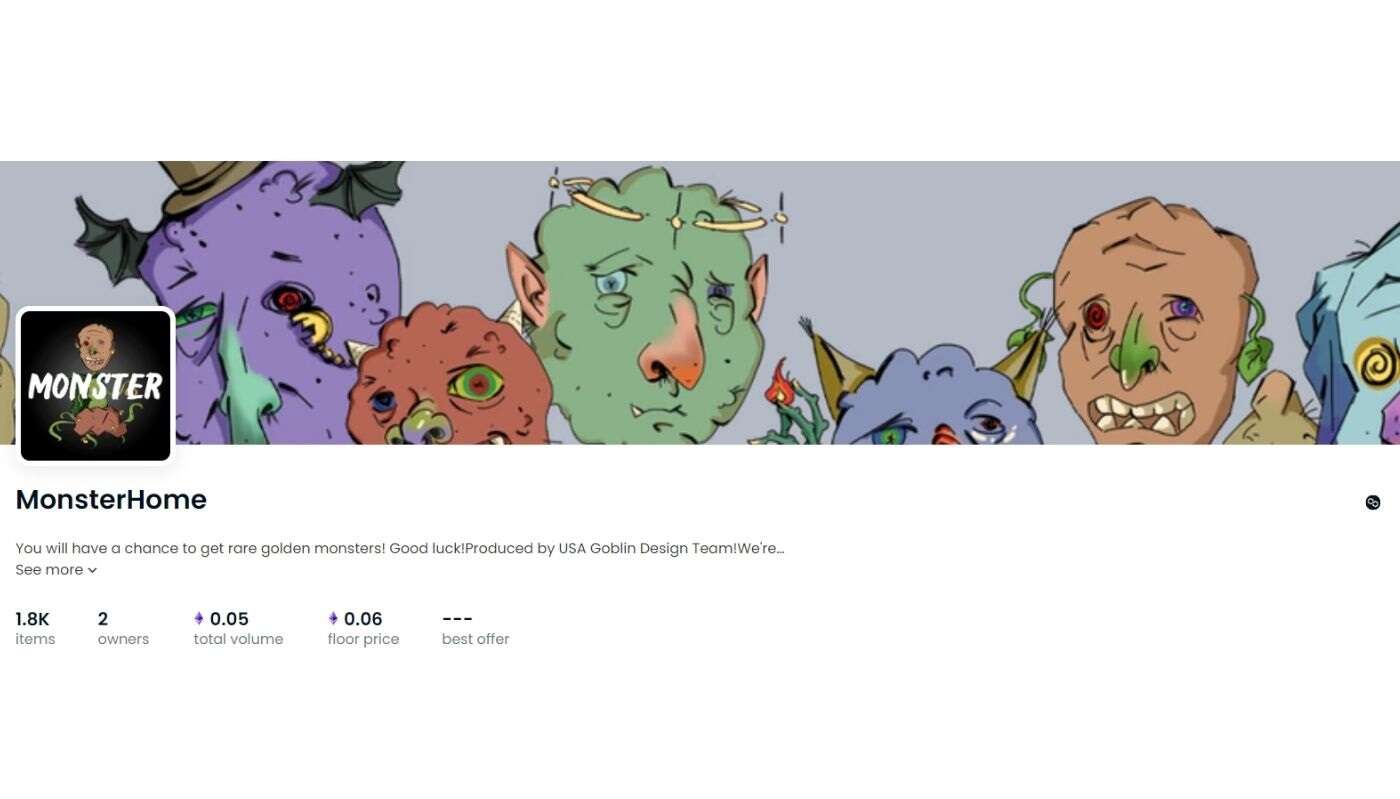 MONSTER
MonsterHome
You will have a chance to get rare golden monsters! Good luck!Produced by USA Goblin Design Team!We're...
See more
1.8K
items
2
owners
0.05
total volume
0.06
floor price
---
best offer